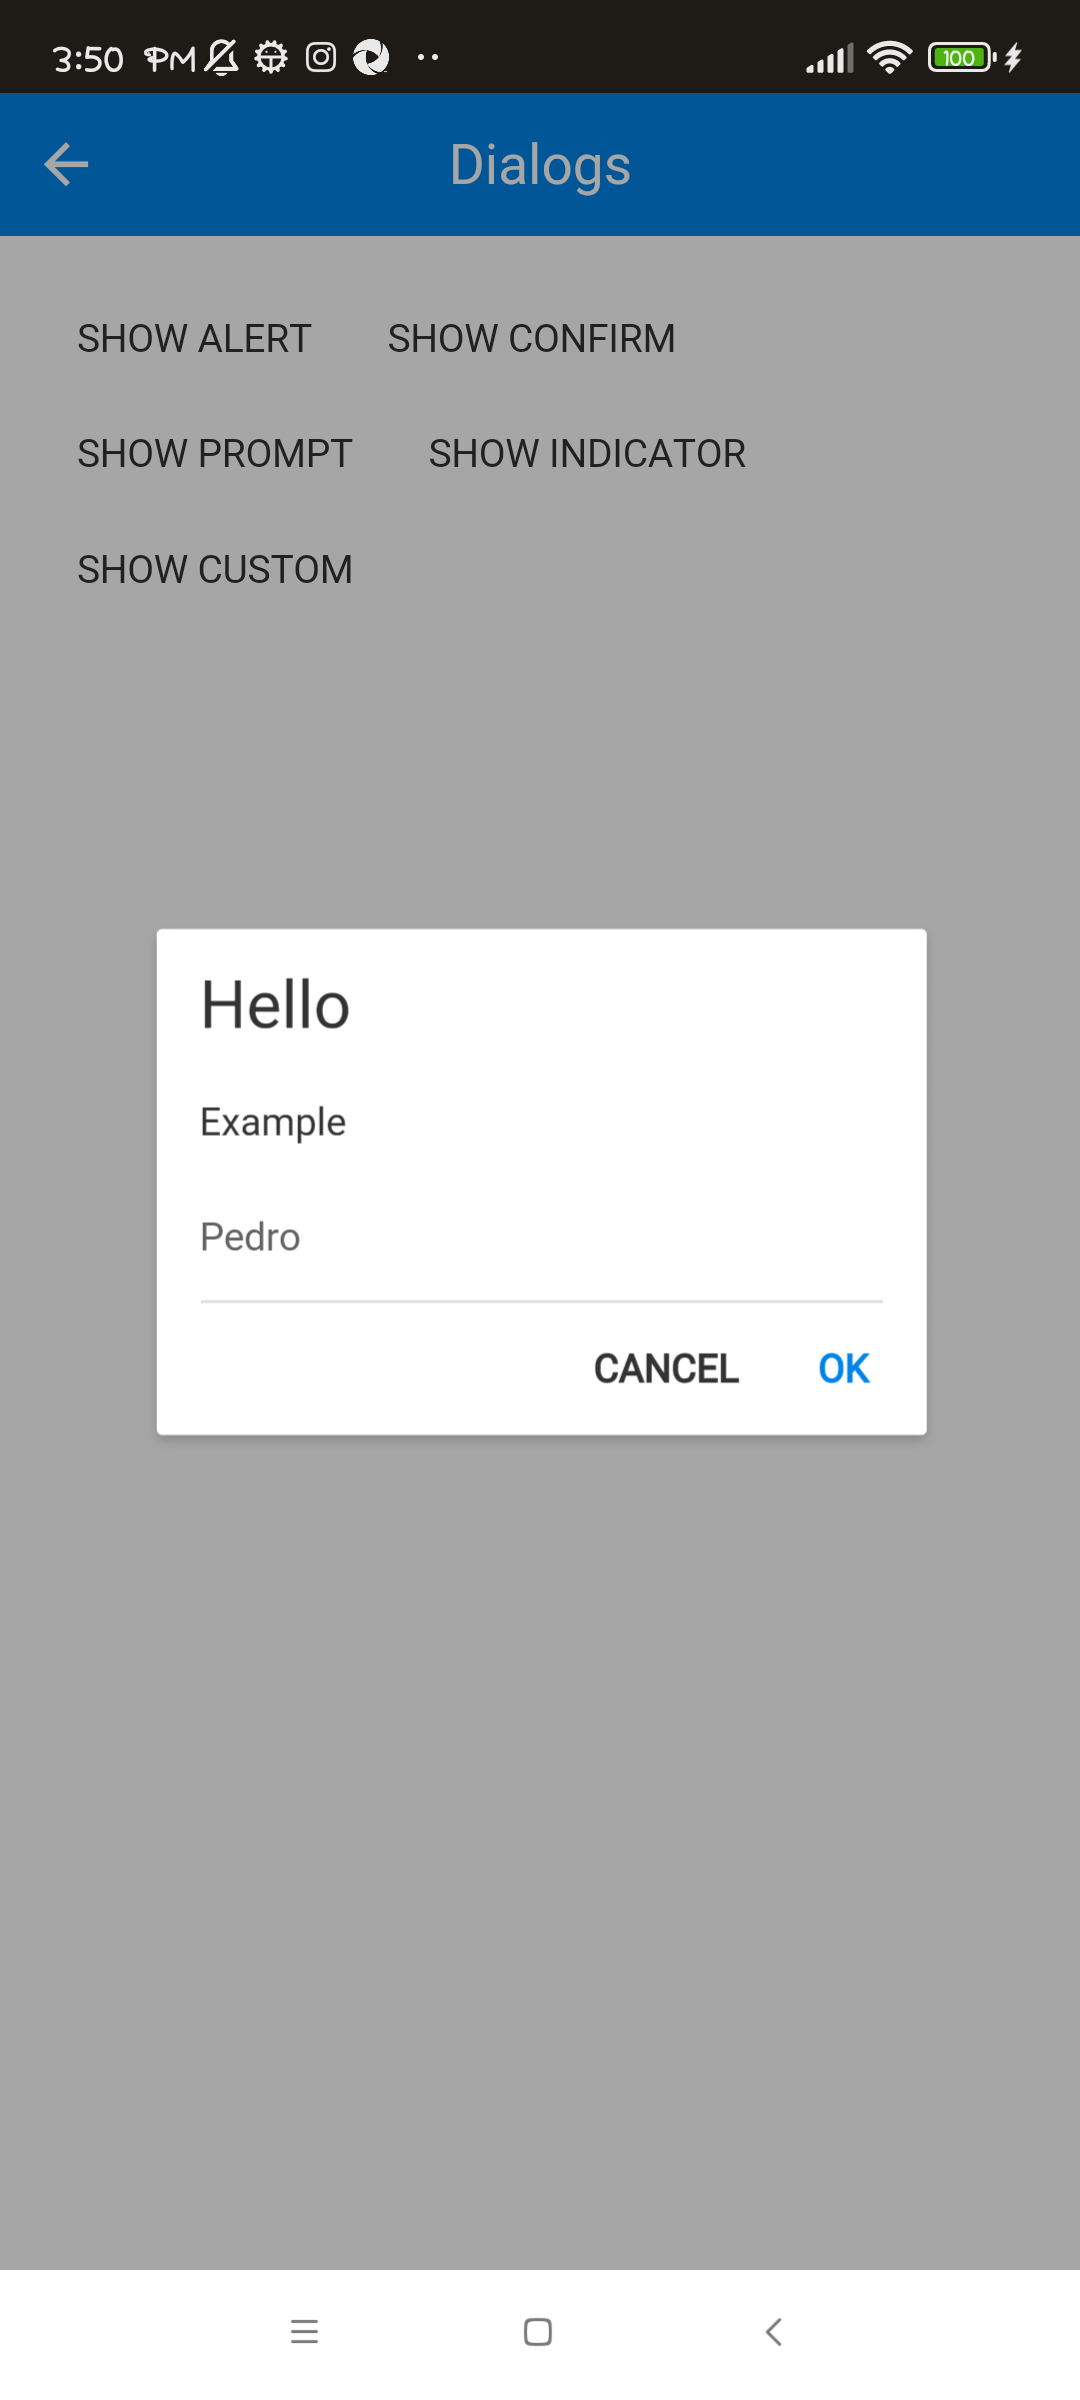 3:50 PM
100
Dialogs
SHOW ALERT SHOW CONFIRM
SHOW PROMPT SHOW INDICATOR
SHOW CUSTOM
Hello
Example
Pedro
CANCEL OK